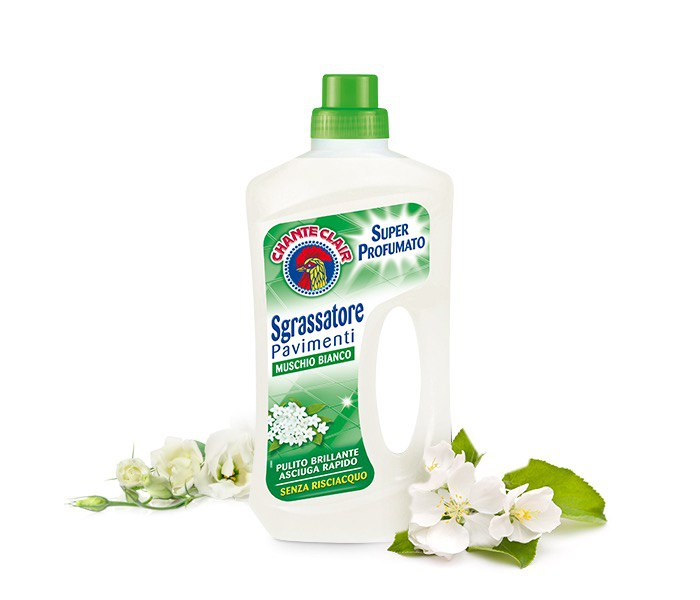 CHANTE CLAIR
SUPER
PROFUMATO
Sgrassatore
Pavimenti
MUSCHIO BIANCO
PULITO BRILLANTE
ASCIUGA RAPIDO
SENZA RISCIACQUO